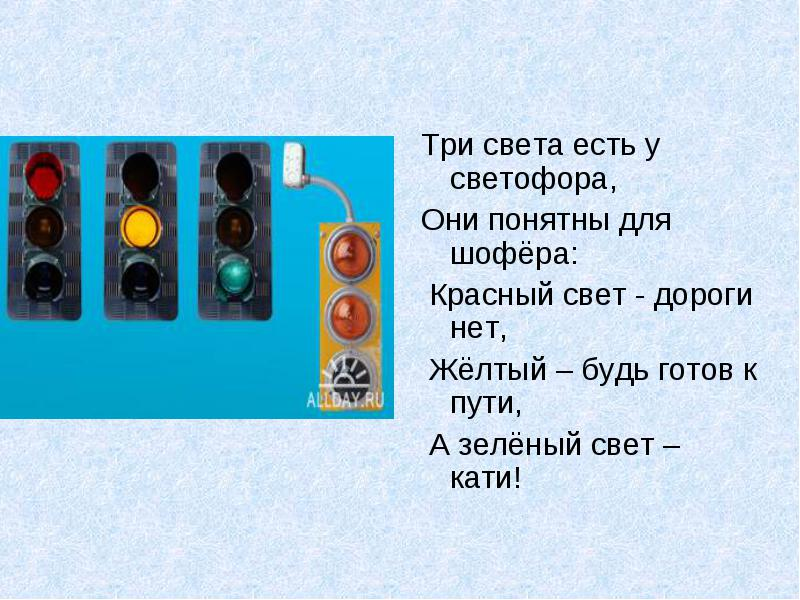 Три света есть у
светофора,
Они понятны для
шофёра:
Красный свет - дороги
нет,
Жёлтый – будь готов к
пути,
А зелёный свет –
кати!
ALLDAY.RU